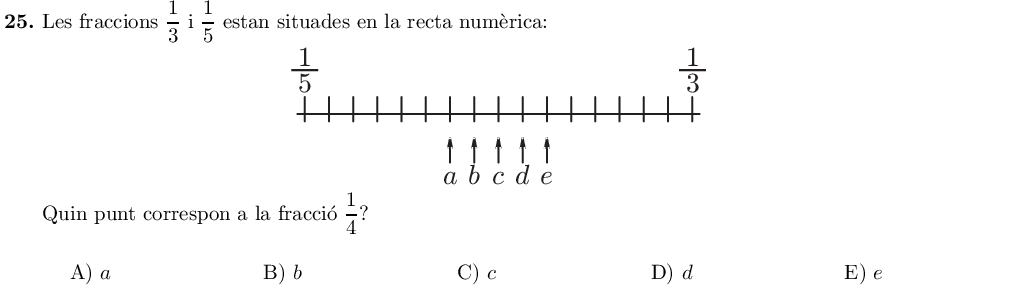 25. Les fraccions 1/3 i 1/5 estan situades en la recta numèrica:
1/5 1/3
a b c d e
Quin punt correspon a la fracció 1/4?
A) a B) b C) c D) d E) e